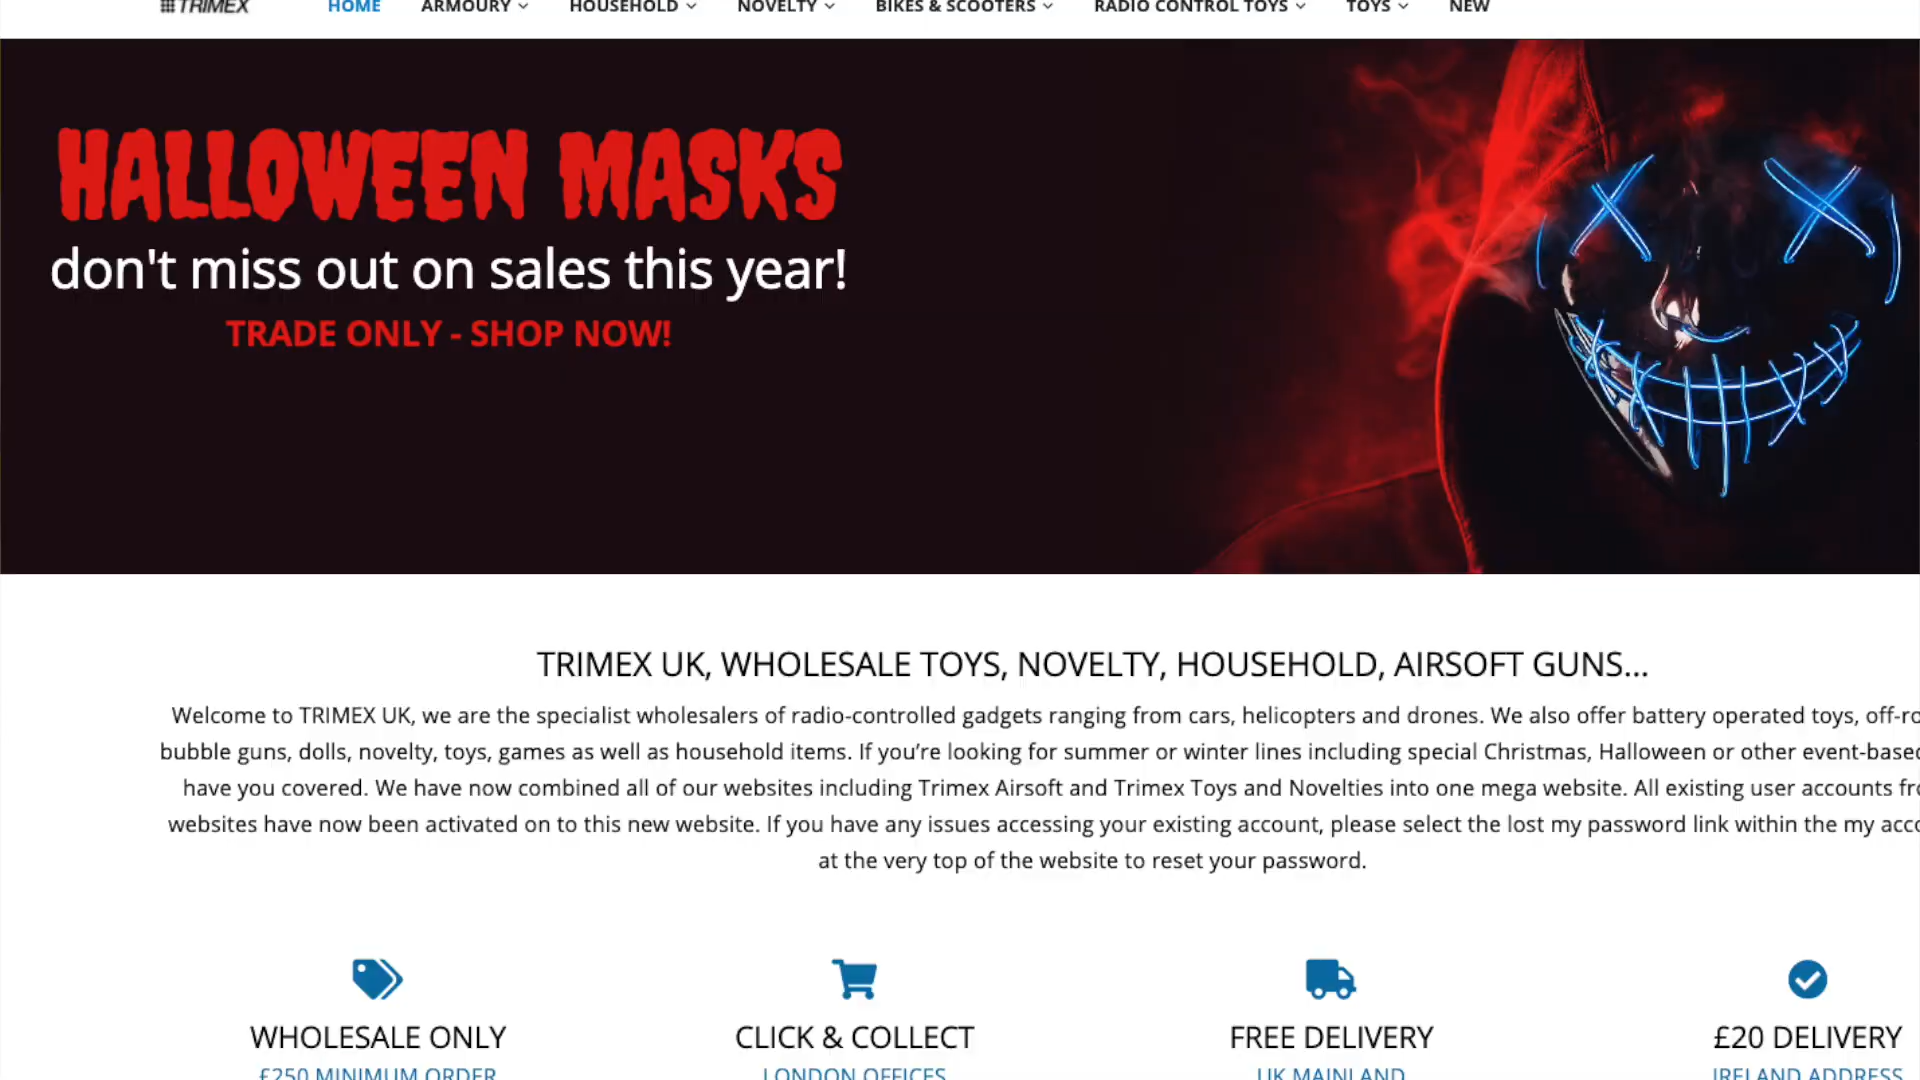 TRIMEX HOME ARMOURY HOUSEHOLD NOVELTY BIKES & SCOOTERS RADIO CONTROL TOYS TOYS NEW
HALLOWEEN MASKS
don't miss out on sales this year!
TRADE ONLY - SHOP NOW!
TRIMEX UK, WHOLESALE TOYS, NOVELTY, HOUSEHOLD, AIRSOFT GUNS...
Welcome to TRIMEX UK, we are the specialist wholesalers of radio-controlled gadgets ranging from cars, helicopters and drones. We also offer battery operated toys,
bubble guns, dolls, novelty, toys, games as well as household items. If you’re looking for summer or winter lines including special Christmas, Halloween or other
have you covered. We have now combined all of our websites including Trimex Airsoft and Trimex Toys and Novelties into one mega website. All existing user accounts
websites have now been activated on to this new website. If you have any issues accessing your existing account, please select the lost my password link within the my
at the very top of the website to reset your password.
WHOLESALE ONLY CLICK & COLLECT FREE DELIVERY £20 DELIVERY
£250 MINIMUM ORDER LONDON OFFICES UK MAINLAND IRELAND ADDRESS